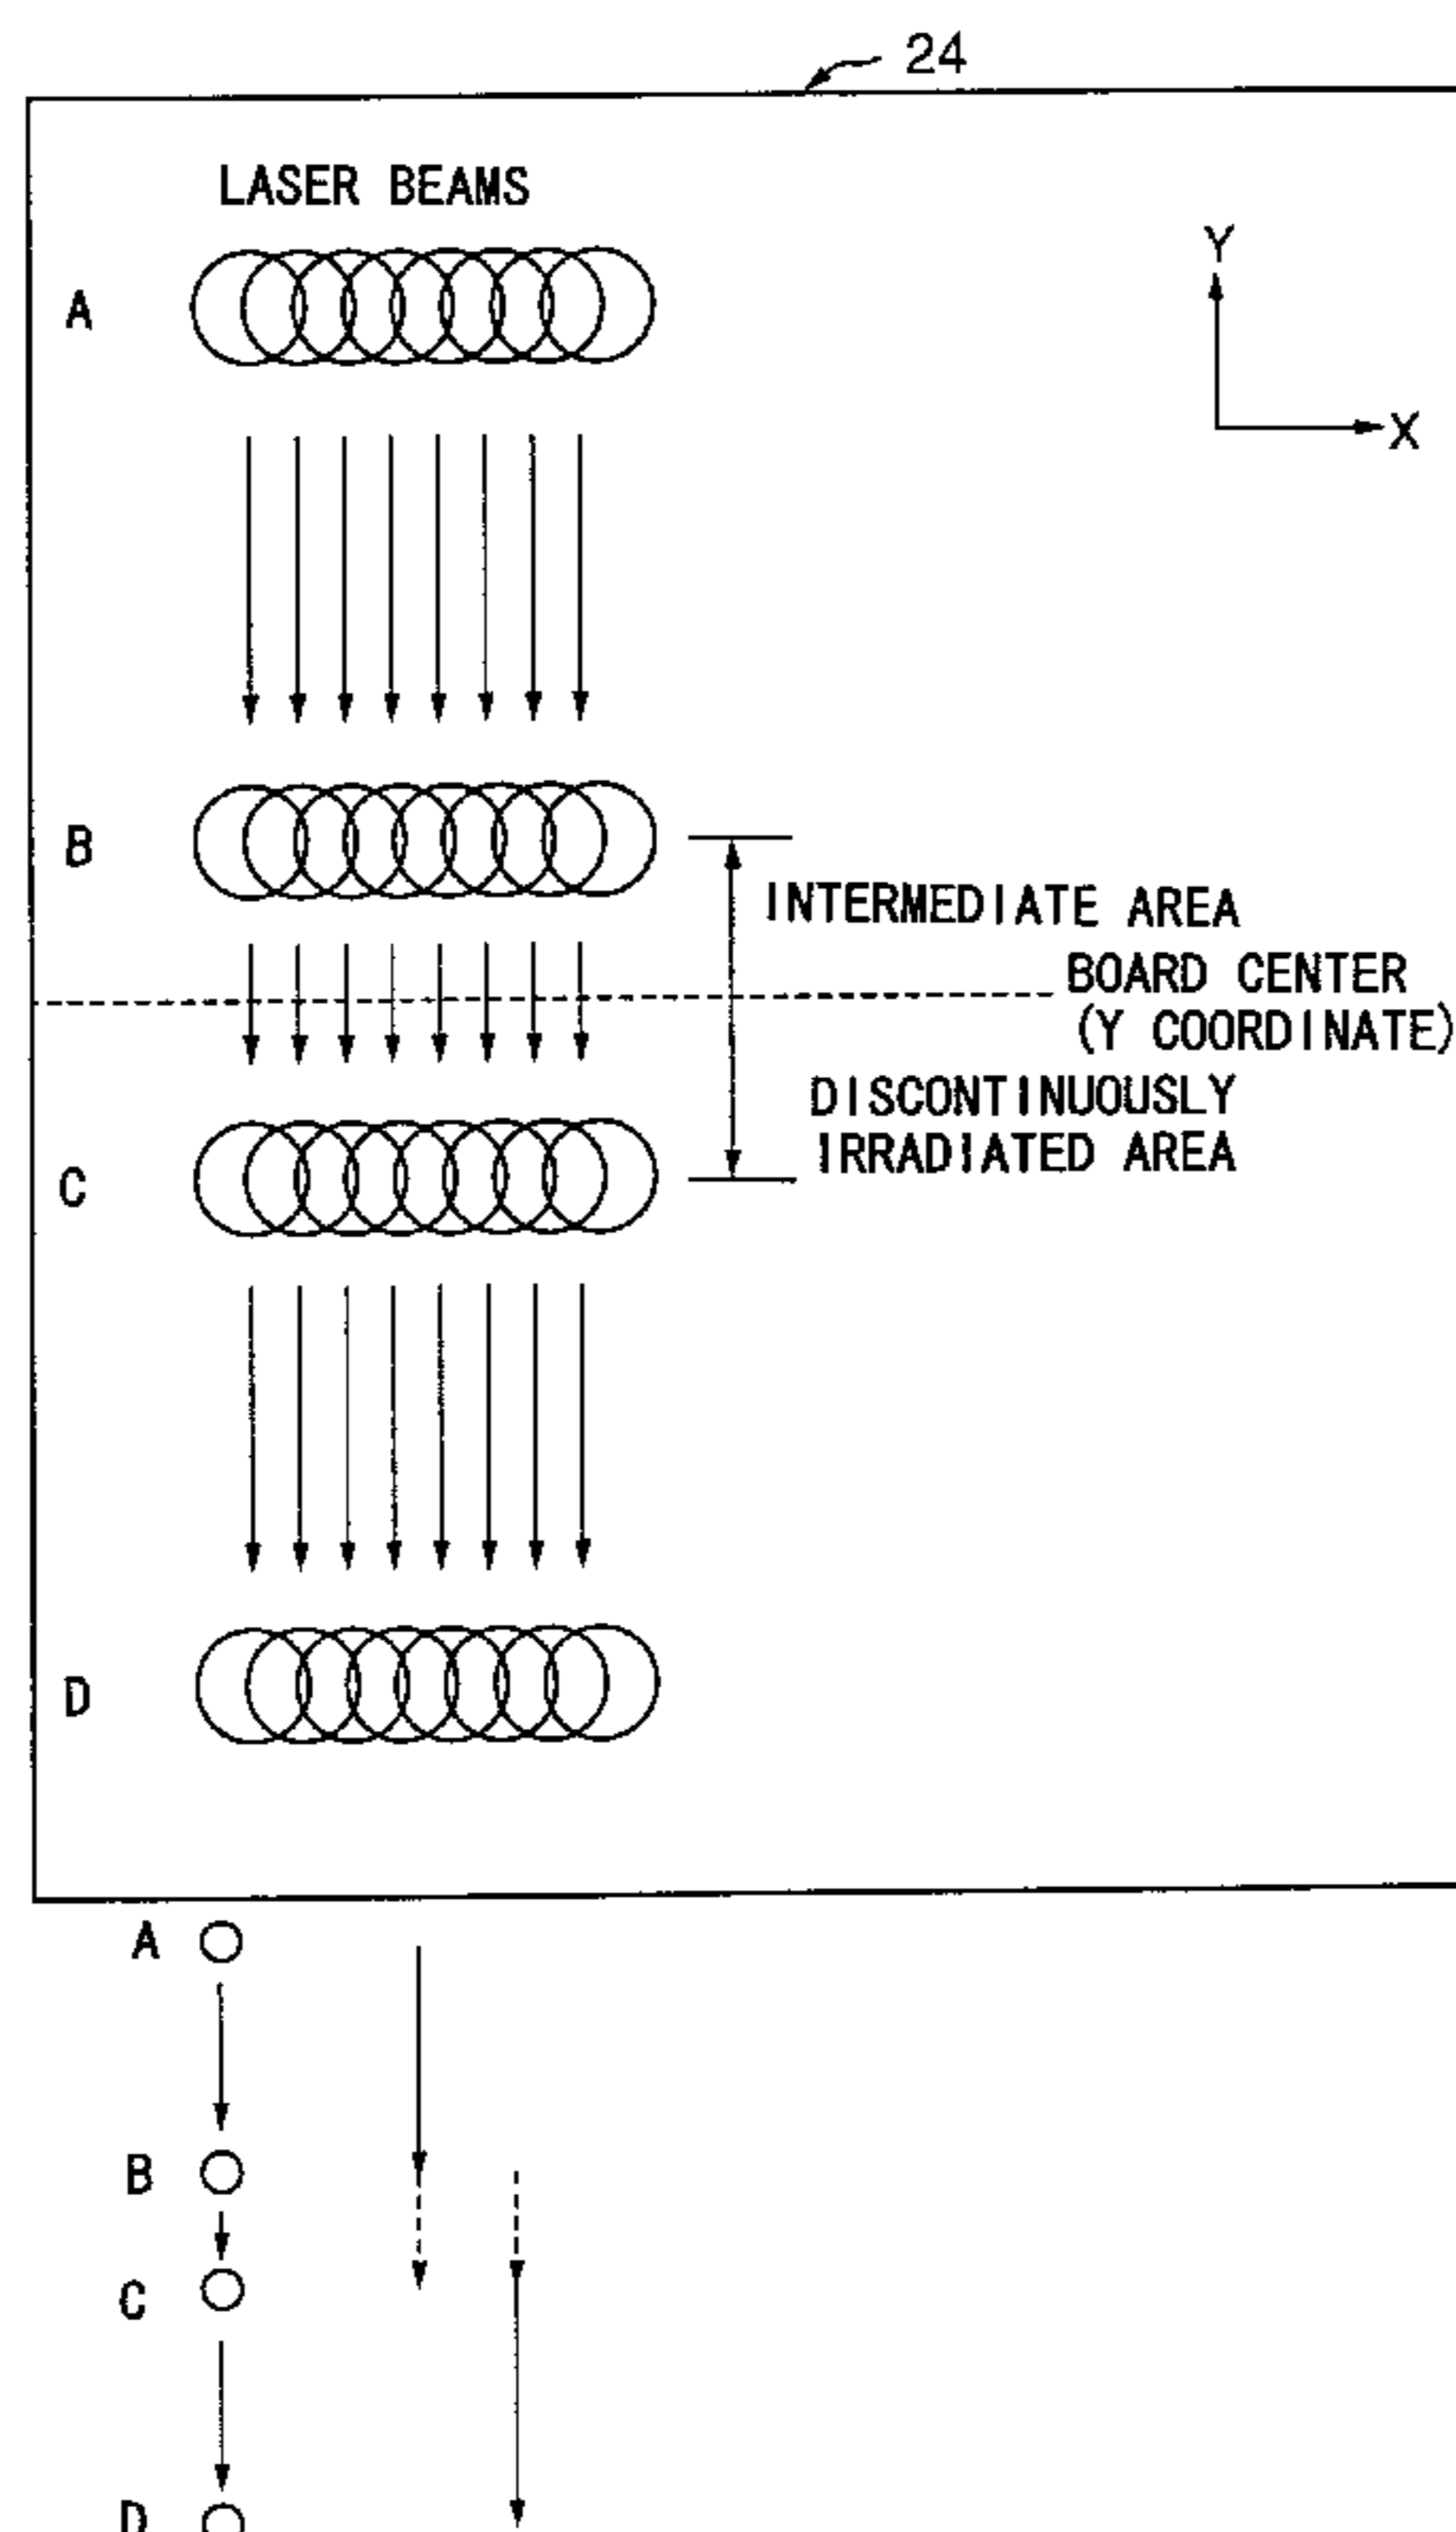 24
LASER BEAMS
Y
A
X
B
INTERMEDIATE AREA
BOARD CENTER
(Y COORDINATE)
DISCONTINUOUSLY
IRRADIATED AREA
C
D
A
B
C
D